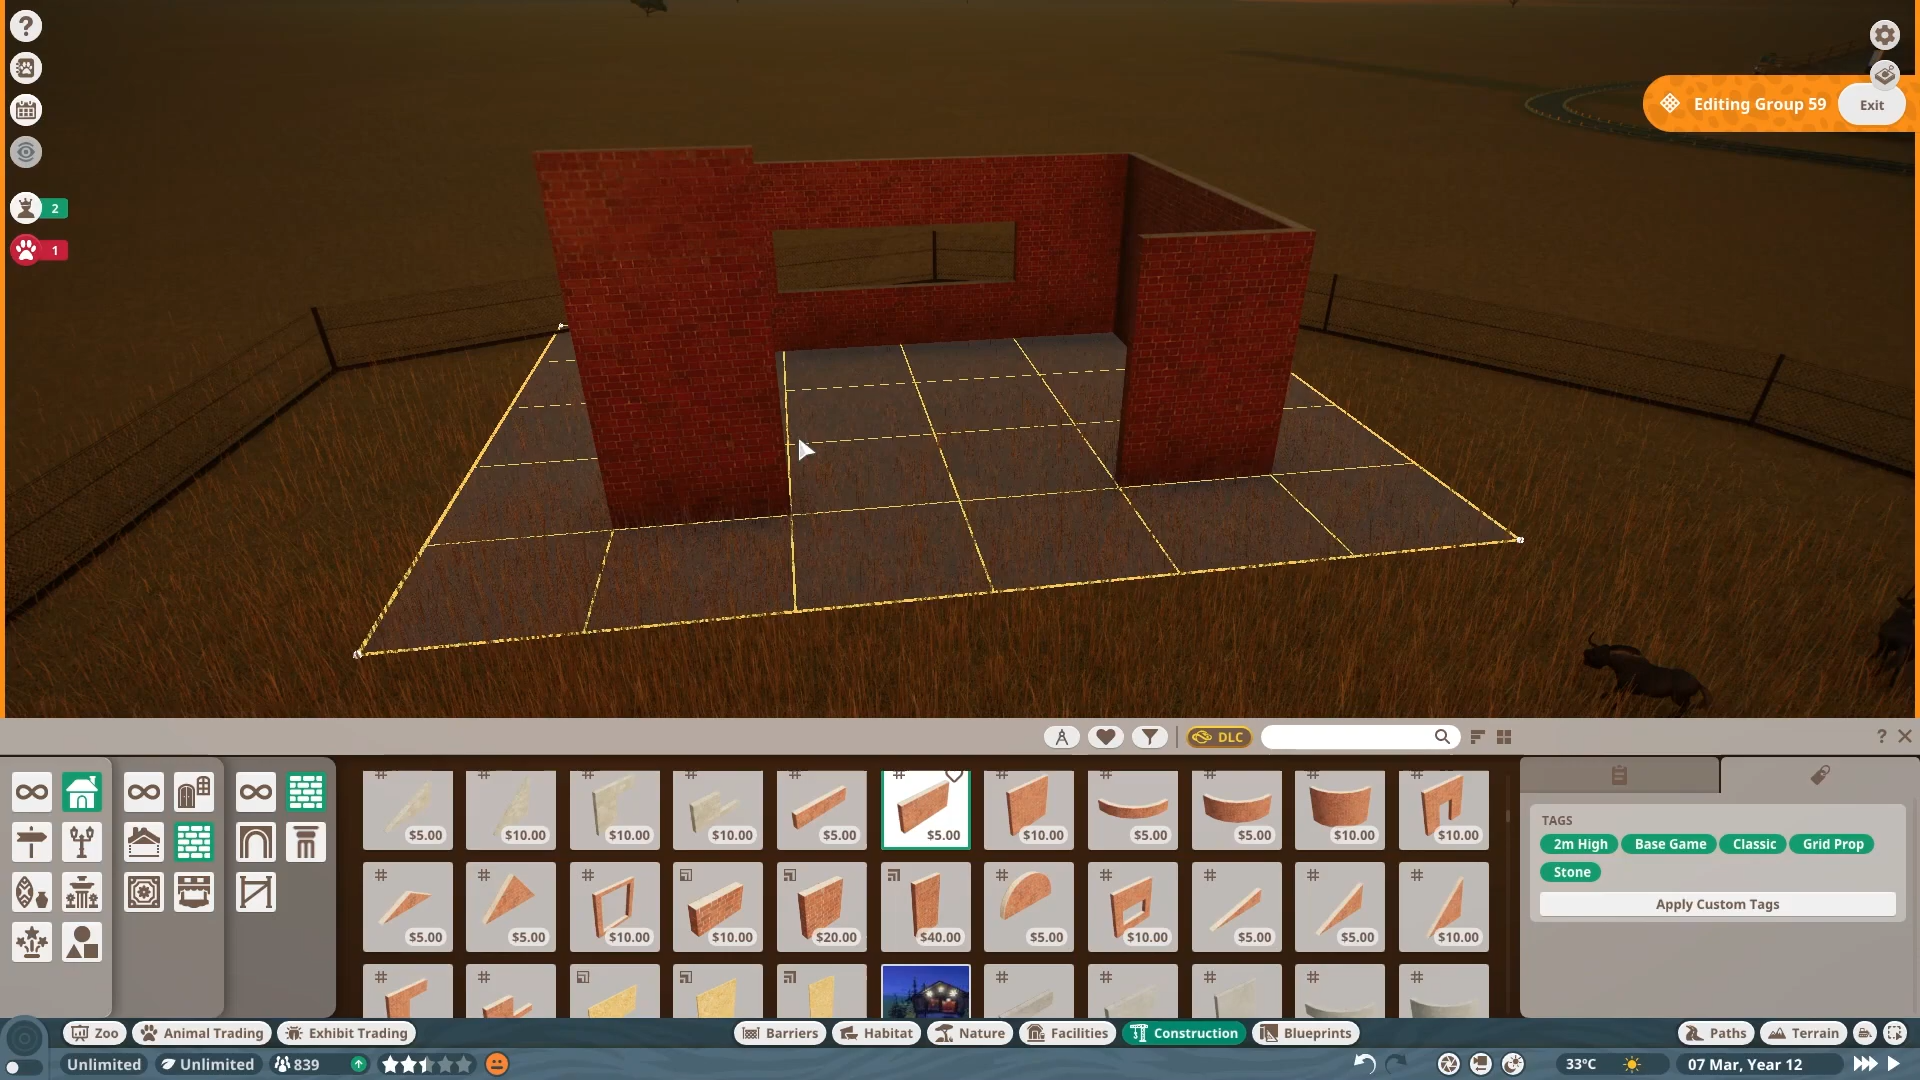 ?
Editing Group 59
Exit
2
1
DLC
?
$5.00 $10.00 $10.00 $10.00 $5.00 $5.00 $10.00 $5.00 $5.00 $10.00 $10.00
$5.00 $5.00 $10.00 $10.00 $20.00 $40.00 $5.00 $10.00 $5.00 $5.00 $10.00
TAGS
2m High Base Game Classic Grid Prop
Stone
Apply Custom Tags
Zoo Animal Trading Exhibit Trading Barriers Habitat Nature Facilities Construction Blueprints Paths Terrain
Unlimited Unlimited 839 33°C 07 Mar, Year 12